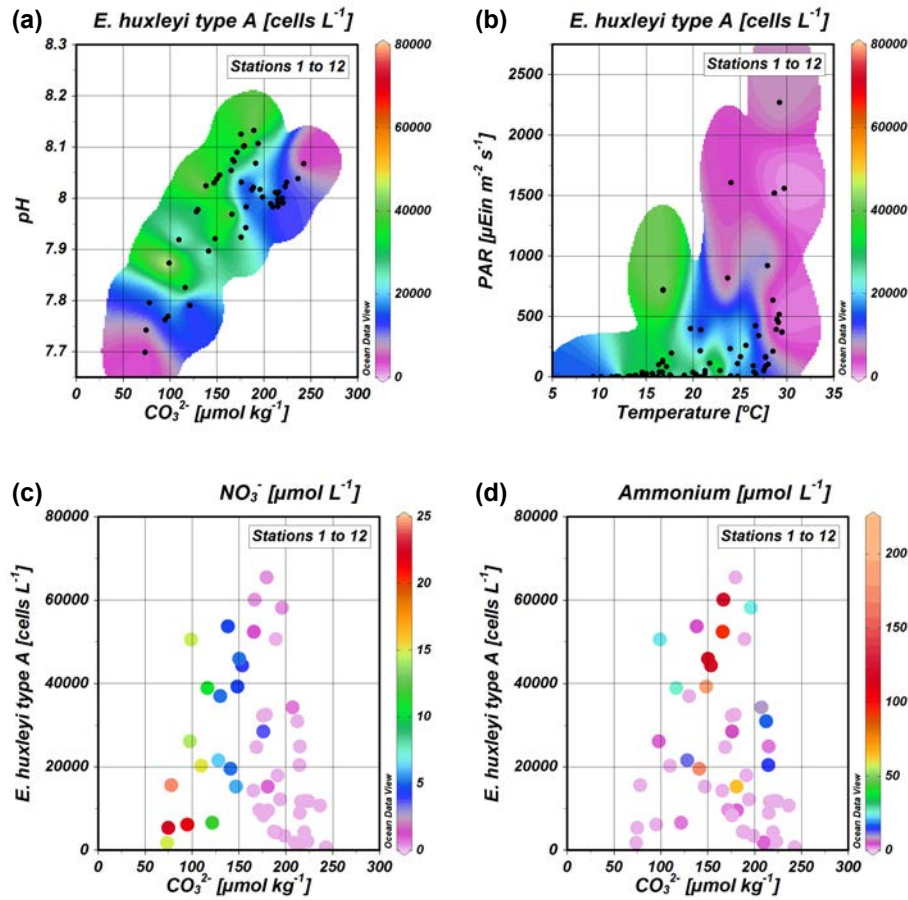 (a)
E. huxleyi type A [cells L⁻¹]
Stations 1 to 12
pH
8.3
8.2
8.1
8
7.9
7.8
7.7
0 50 100 150 200 250 300
CO₃²⁻ [µmol kg⁻¹]
80000
60000
40000
20000
0
Ocean Data View
(b)
E. huxleyi type A [cells L⁻¹]
Stations 1 to 12
PAR [µEin m⁻² s⁻¹]
2500
2000
1500
1000
500
0
5 10 15 20 25 30 35
Temperature [ºC]
80000
60000
40000
20000
0
Ocean Data View
(c)
NO₃⁻ [µmol L⁻¹]
Stations 1 to 12
E. huxleyi type A [cells L⁻¹]
80000
60000
40000
20000
0
0 50 100 150 200 250 300
CO₃²⁻ [µmol kg⁻¹]
25
20
15
10
5
0
Ocean Data View
(d)
Ammonium [µmol L⁻¹]
Stations 1 to 12
E. huxleyi type A [cells L⁻¹]
80000
60000
40000
20000
0
0 50 100 150 200 250 300
CO₃²⁻ [µmol kg⁻¹]
200
150
100
50
0
Ocean Data View